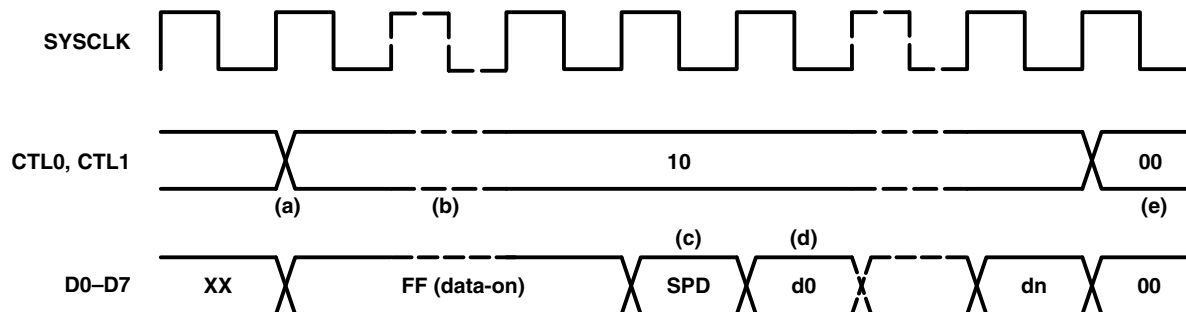 SYSCLK
CTL0, CTL1
10
00
(a)
(b)
(e)
(c)
(d)
D0–D7
XX
FF (data-on)
SPD
d0
dn
00